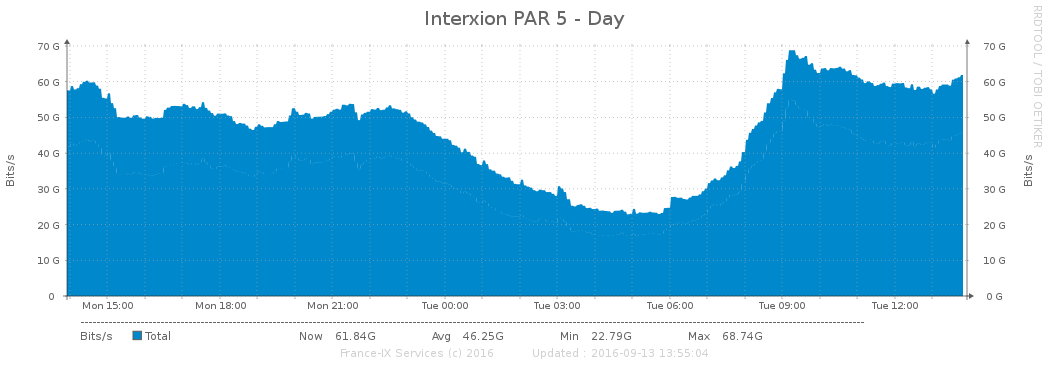 Interxion PAR 5 - Day
RRDTOOL / TOBI OETIKER
70 G 70 G
60 G 60 G
50 G 50 G
40 G 40 G
30 G 30 G
20 G 20 G
10 G 10 G
0 0 G
Bits/s
Bits/s
Mon 15:00 Mon 18:00 Mon 21:00 Tue 00:00 Tue 03:00 Tue 06:00 Tue 09:00 Tue 12:00
Bits/s Total Now 61.84G Avg 46.25G Min 22.79G Max 68.74G
France-IX Services (c) 2016 Updated : 2016-09-13 13:55:04